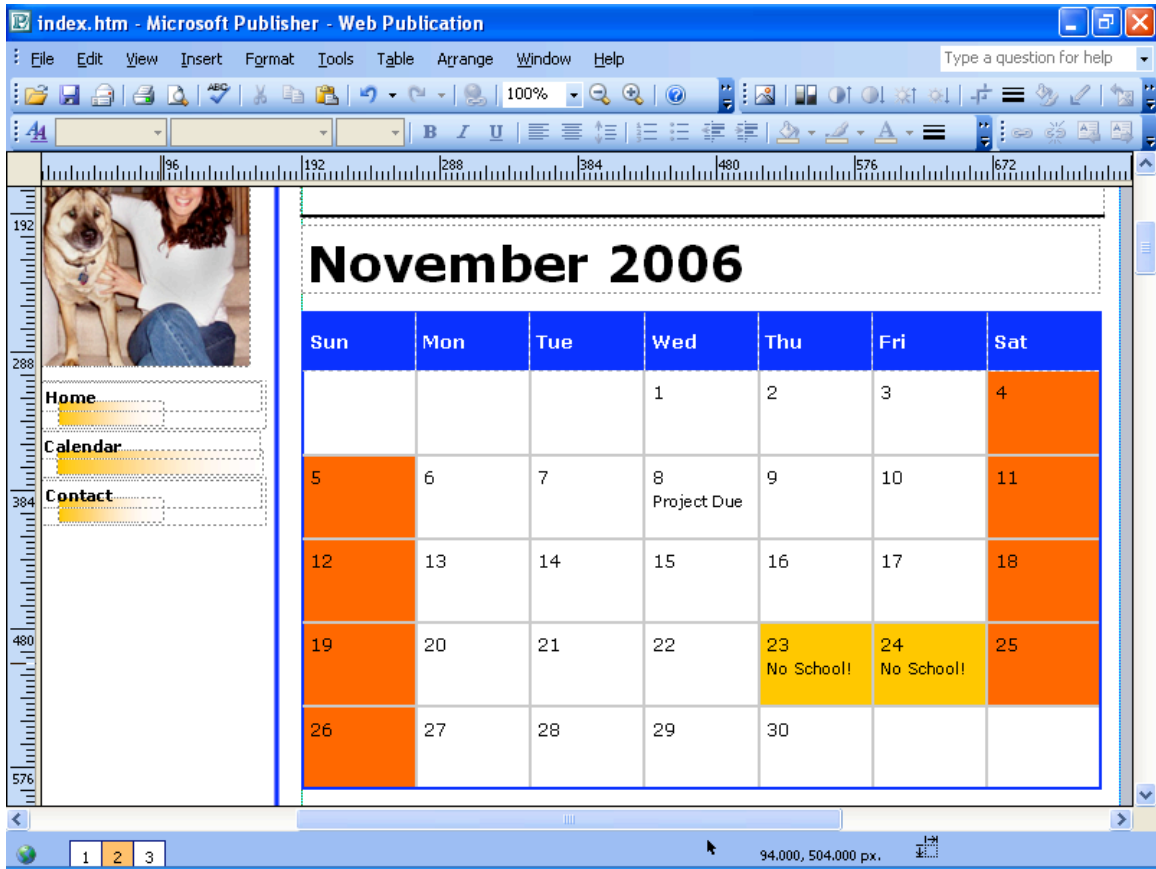 index.htm - Microsoft Publisher - Web Publication
File Edit View Insert Format Tools Table Arrange Window Help Type a question for help
ABC 100%
A4 B I U A
96 192 288 384 480 576 672
192
288
384
480
576
November 2006
Sun Mon Tue Wed Thu Fri Sat
1 2 3 4
5 6 7 8 9 10 11
Project Due
12 13 14 15 16 17 18
19 20 21 22 23 24 25
No School! No School!
26 27 28 29 30
Home
Calendar
Contact
1 2 3 94.000, 504.000 px.